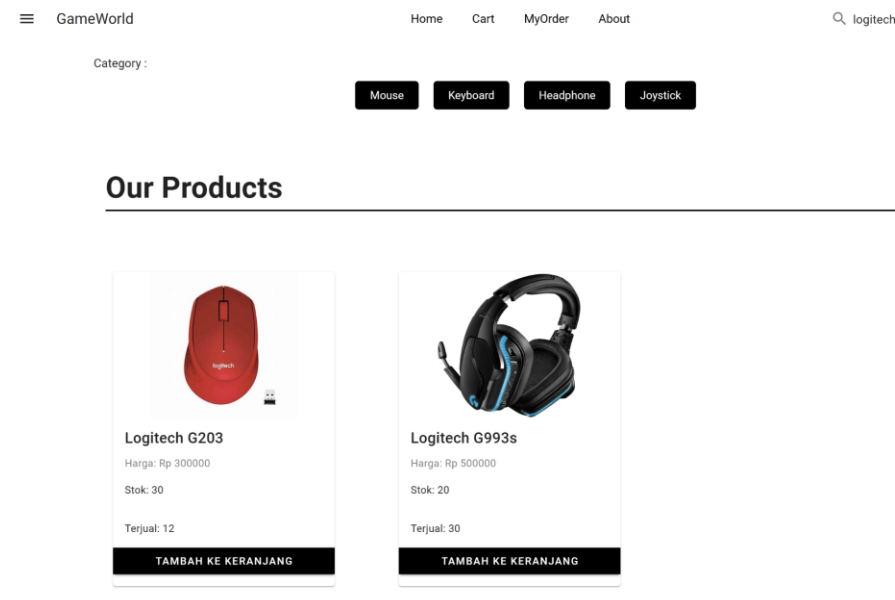 GameWorld Home Cart MyOrder About logitech
Category :
Mouse Keyboard Headphone Joystick
Our Products
logitech
Logitech G203
Harga: Rp 300000
Stok: 30
Terjual: 12
TAMBAH KE KERANJANG
Logitech G993s
Harga: Rp 500000
Stok: 20
Terjual: 30
TAMBAH KE KERANJANG